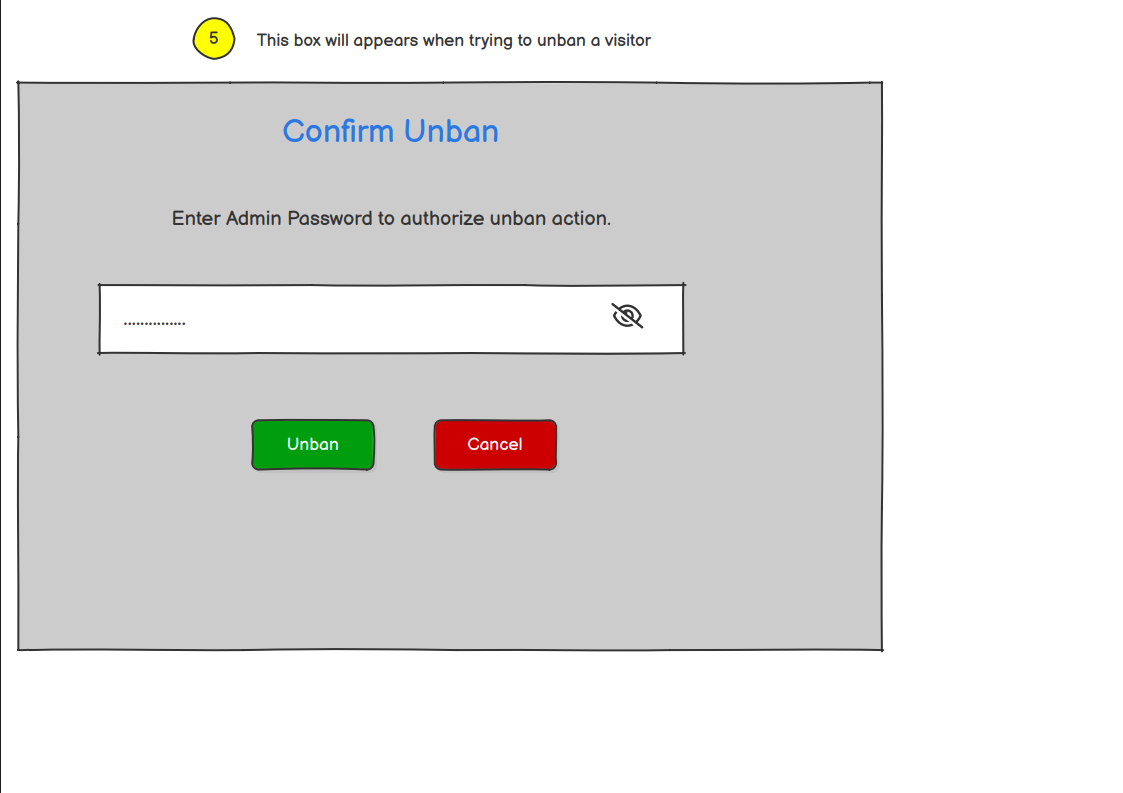 5
This box will appears when trying to unban a visitor
Confirm Unban
Enter Admin Password to authorize unban action.
...............
Unban
Cancel